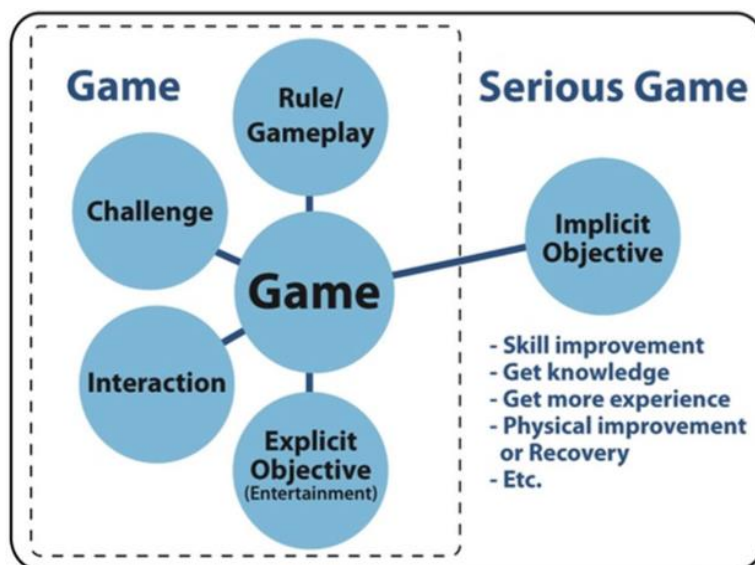 Game
Serious Game
Rule/
Gameplay
Challenge
Game
Interaction
Explicit
Objective
(Entertainment)
Implicit
Objective
- Skill improvement
- Get knowledge
- Get more experience
- Physical improvement
or Recovery
- Etc.